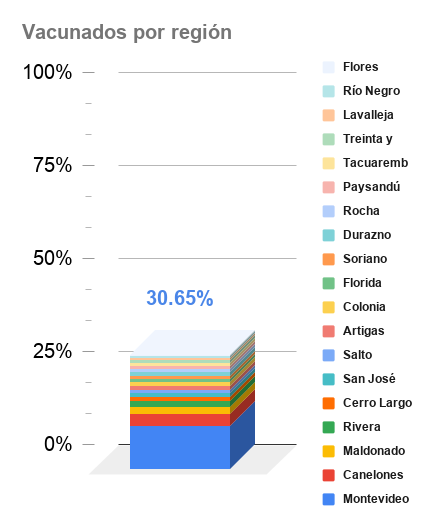 Vacunados por región
100%
75%
50%
25%
0%
30.65%
Flores
Río Negro
Lavalleja
Treinta y
Tacuaremb
Paysandú
Rocha
Durazno
Soriano
Florida
Colonia
Artigas
Salto
San José
Cerro Largo
Rivera
Maldonado
Canelones
Montevideo